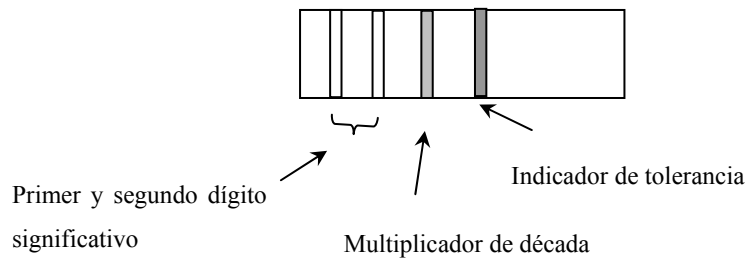 Indicador de tolerancia
Primer y segundo dígito
significativo
Multiplicador de década